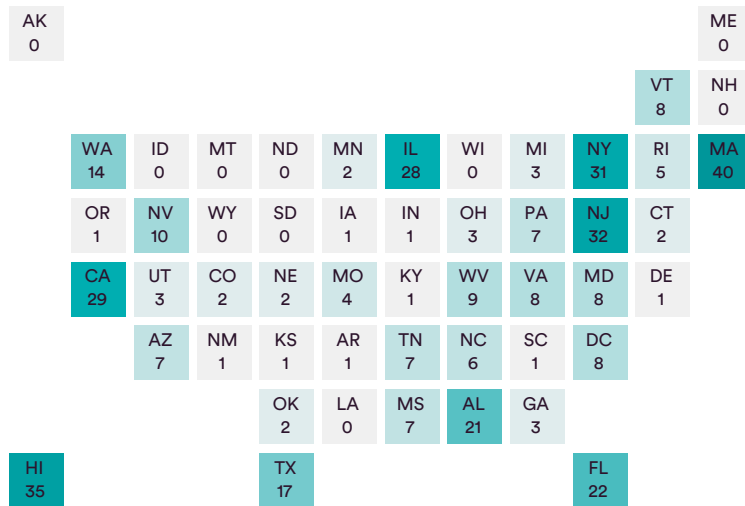 AK ME
0 0
VT NH
8 0
WA ID MT ND MN IL WI MI NY RI MA
14 0 0 0 2 28 0 3 31 5 40
OR NV WY SD IA IN OH PA NJ CT
1 10 0 0 1 1 3 7 32 2
CA UT CO NE MO KY WV VA MD DE
29 3 2 2 4 1 9 8 8 1
AZ NM KS AR TN NC SC DC
7 1 1 1 7 6 1 8
OK LA MS AL GA
2 0 7 21 3
HI TX FL
35 17 22